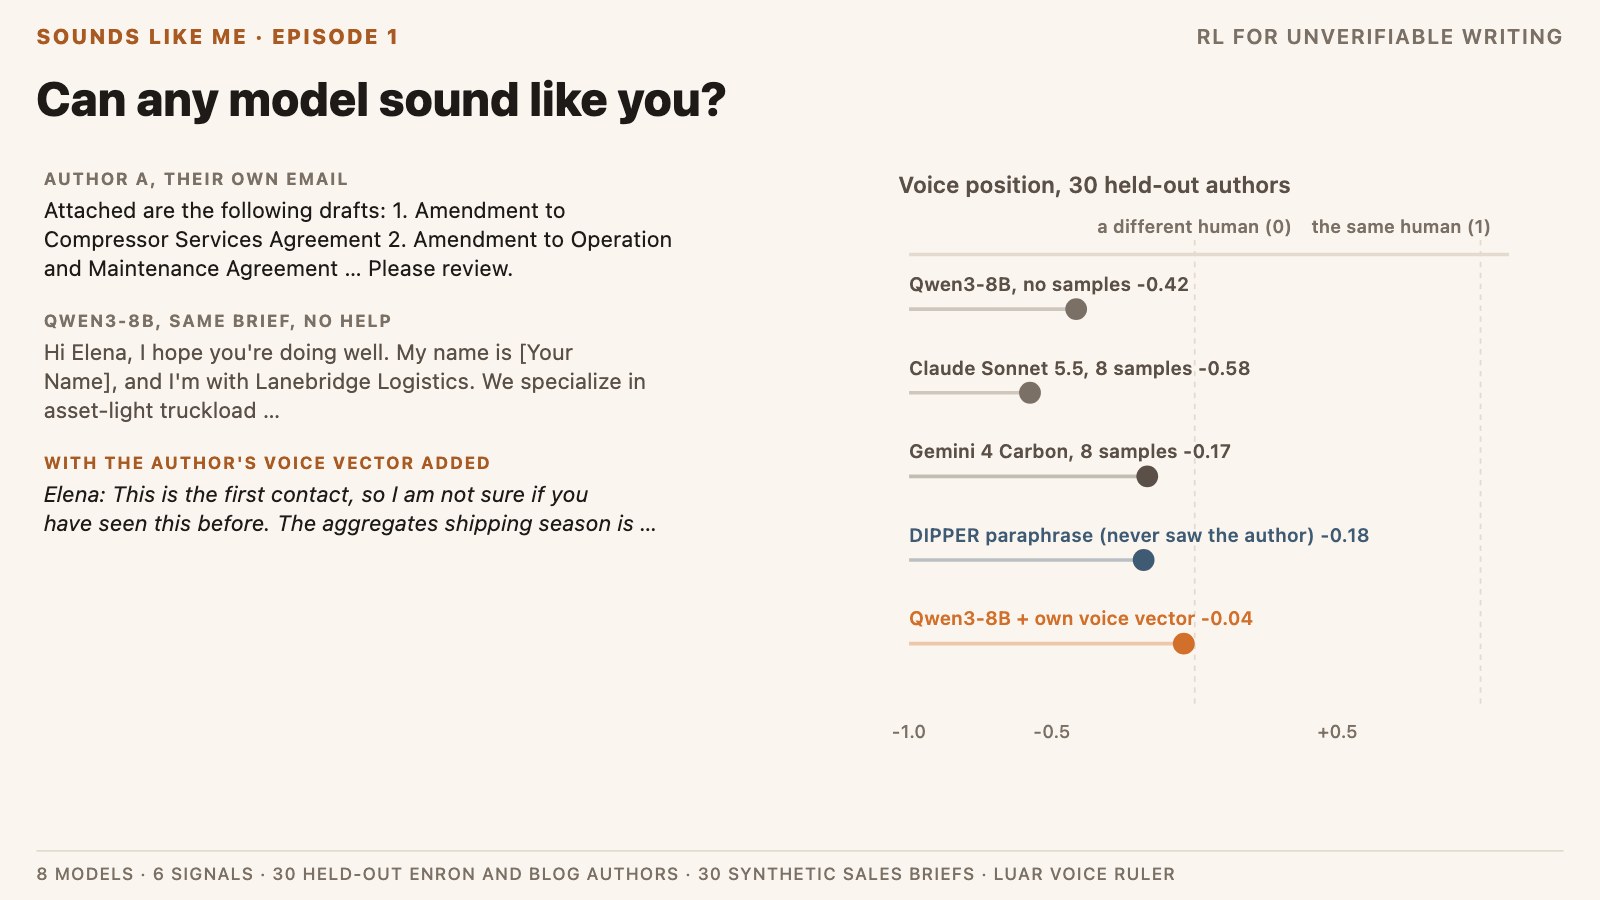 SOUNDS LIKE ME · EPISODE 1
RL FOR UNVERIFIABLE WRITING
Can any model sound like you?
AUTHOR A, THEIR OWN EMAIL
Attached are the following drafts: 1. Amendment to
Compressor Services Agreement 2. Amendment to Operation
and Maintenance Agreement ... Please review.
QWEN3-8B, SAME BRIEF, NO HELP
Hi Elena, I hope you're doing well. My name is [Your
Name], and I'm with Lanebridge Logistics. We specialize in
asset-light truckload ...
WITH THE AUTHOR'S VOICE VECTOR ADDED
Elena: This is the first contact, so I am not sure if you
have seen this before. The aggregates shipping season is ...
Voice position, 30 held-out authors
a different human (0) the same human (1)
Qwen3-8B, no samples -0.42
Claude Sonnet 5.5, 8 samples -0.58
Gemini 4 Carbon, 8 samples -0.17
DIPPER paraphrase (never saw the author) -0.18
Qwen3-8B + own voice vector -0.04
-1.0 -0.5 +0.5
8 MODELS · 6 SIGNALS · 30 HELD-OUT ENRON AND BLOG AUTHORS · 30 SYNTHETIC SALES BRIEFS · LUAR VOICE RULER